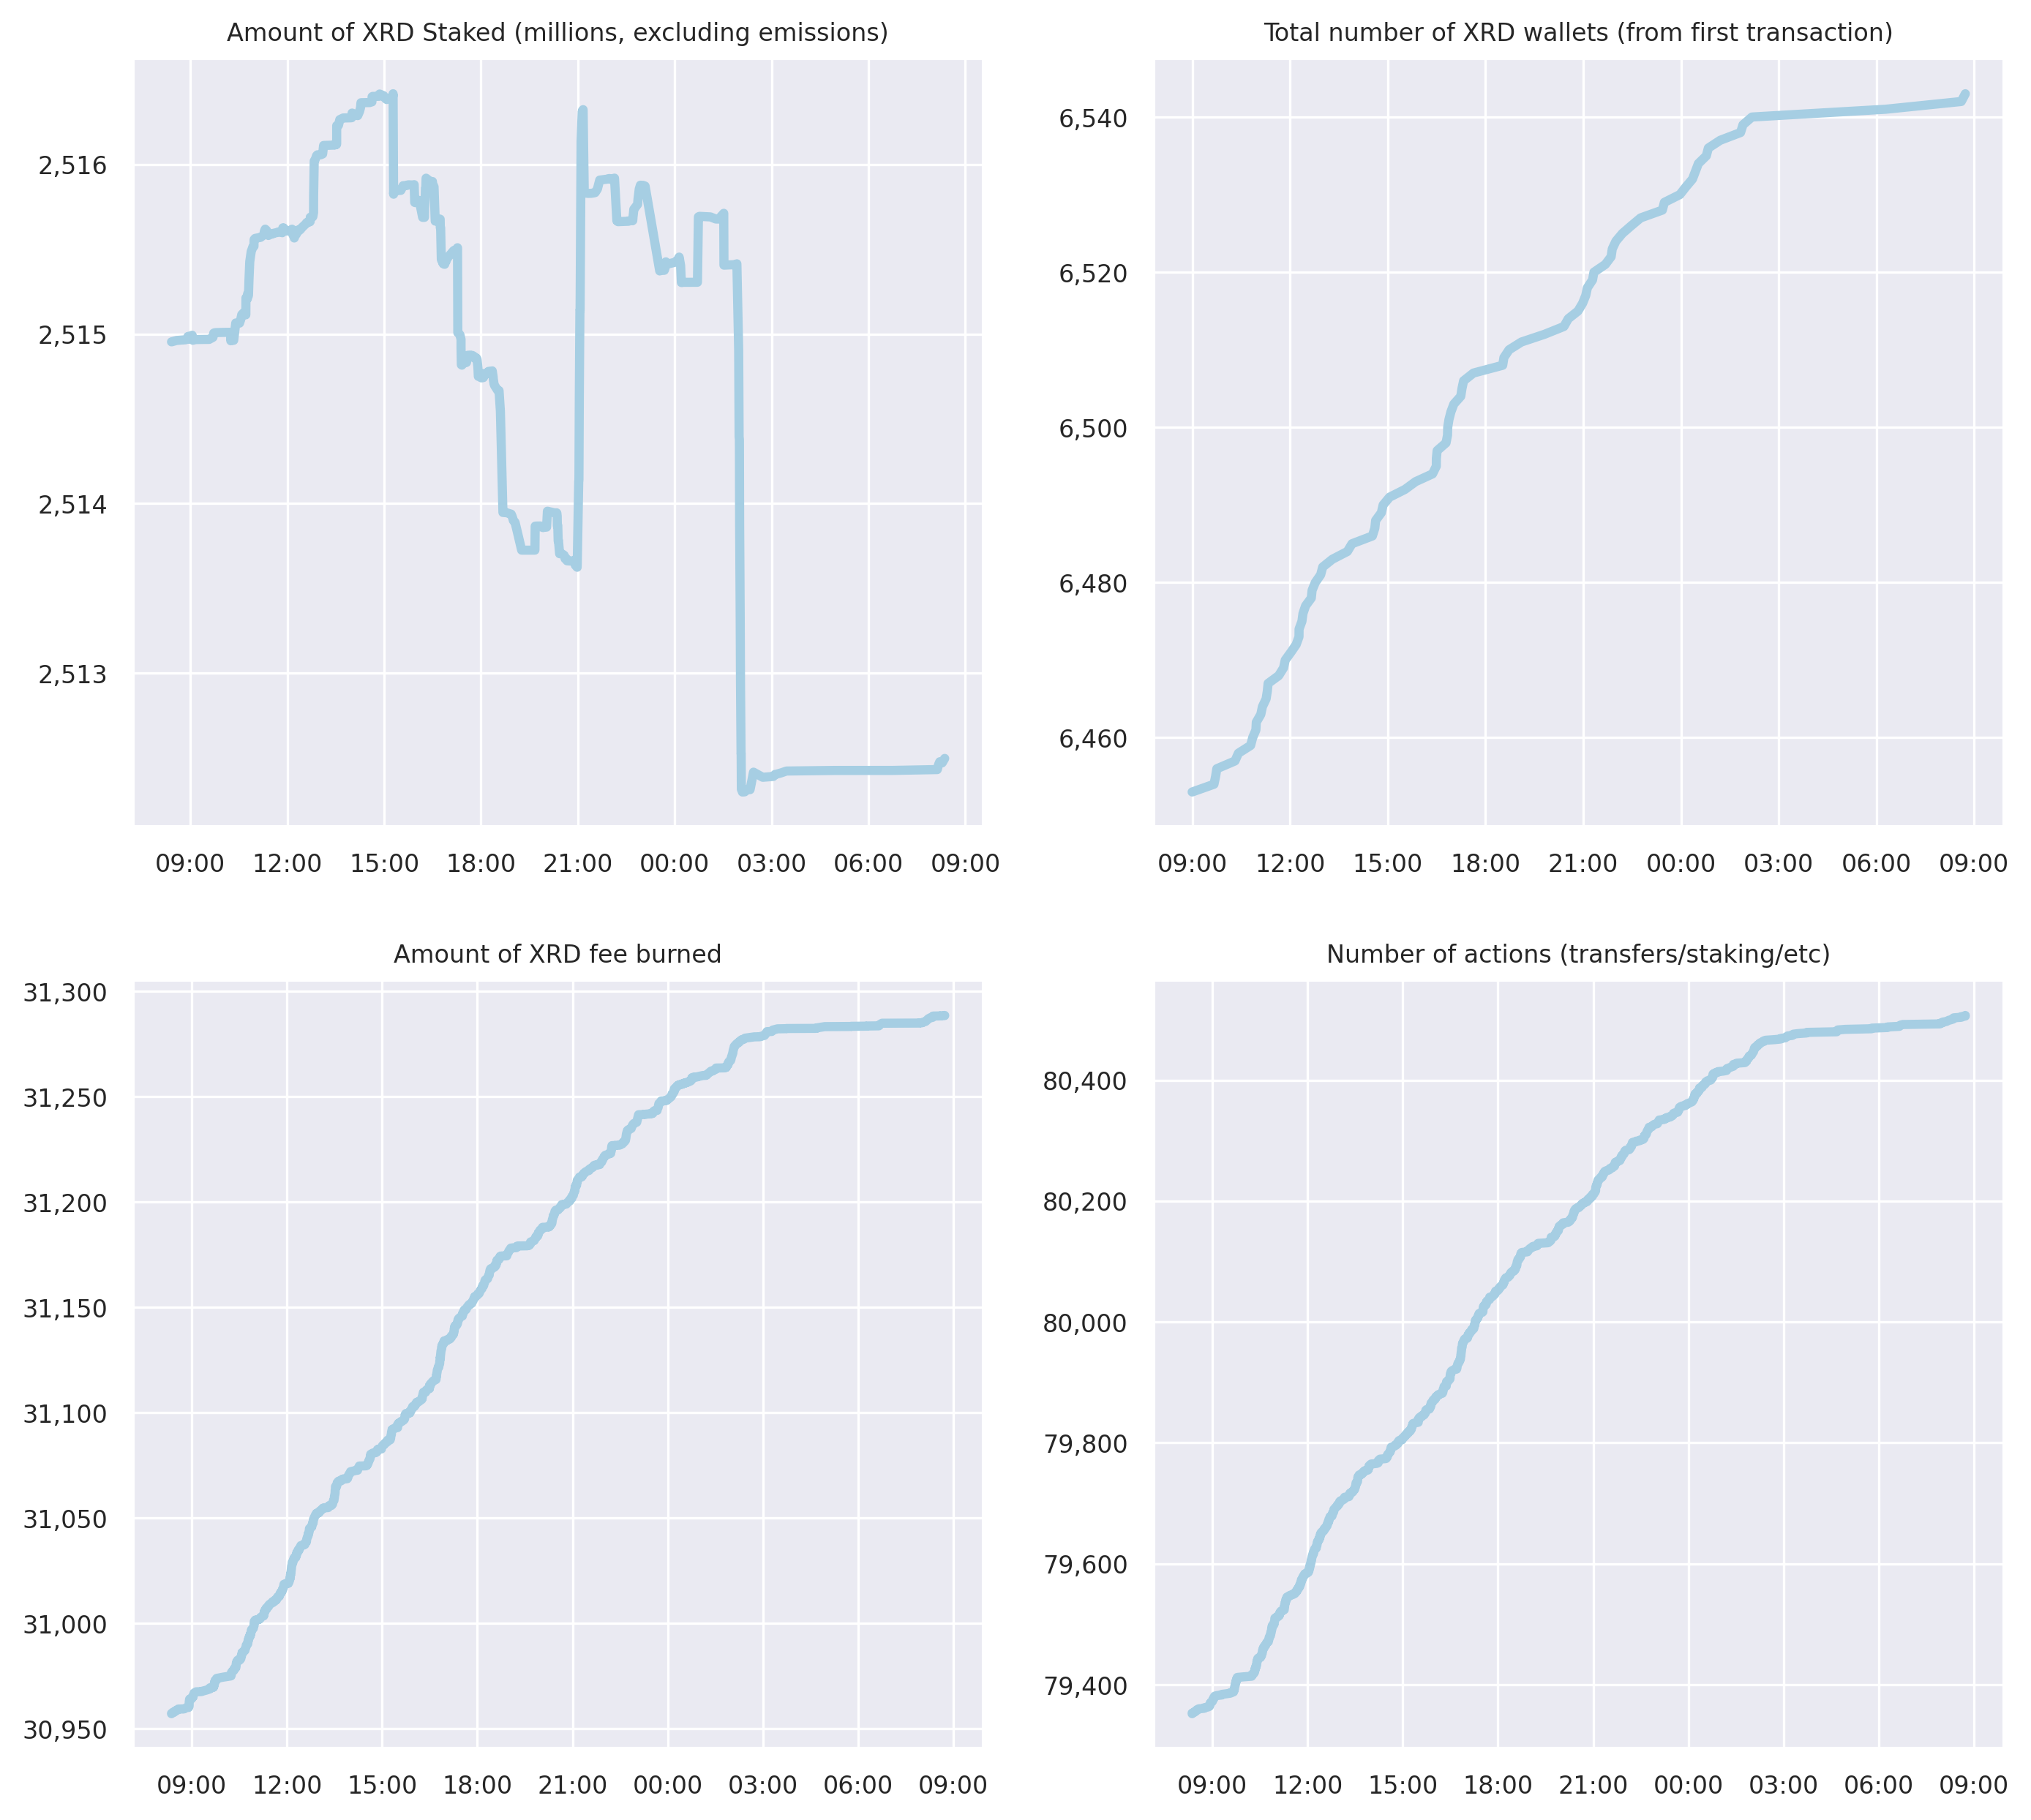 Amount of XRD Staked (millions, excluding emissions)
2,516
2,515
2,514
2,513
09:00 12:00 15:00 18:00 21:00 00:00 03:00 06:00 09:00
Total number of XRD wallets (from first transaction)
6,540
6,520
6,500
6,480
6,460
09:00 12:00 15:00 18:00 21:00 00:00 03:00 06:00 09:00
Amount of XRD fee burned
31,300
31,250
31,200
31,150
31,100
31,050
31,000
30,950
09:00 12:00 15:00 18:00 21:00 00:00 03:00 06:00 09:00
Number of actions (transfers/staking/etc)
80,400
80,200
80,000
79,800
79,600
79,400
09:00 12:00 15:00 18:00 21:00 00:00 03:00 06:00 09:00